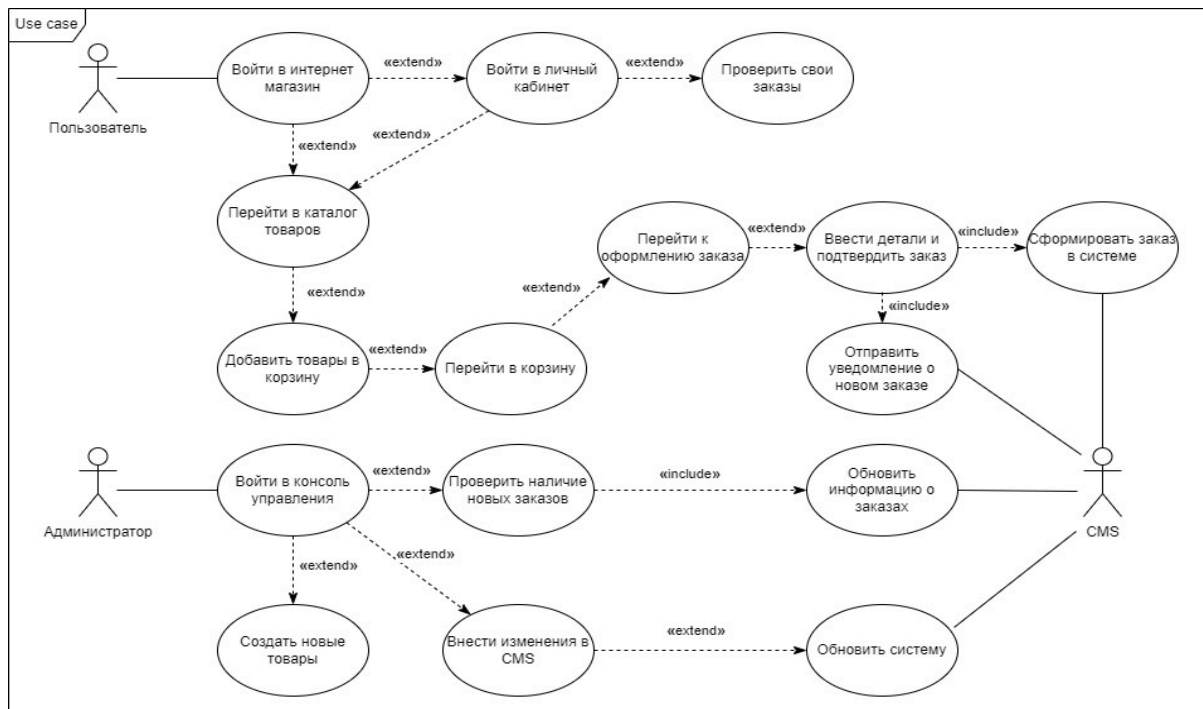 Use case
Войти в интернет
магазин
«extend»
Войти в личный
кабинет
«extend»
Проверить свои
заказы
Пользователь
«extend»
«extend»
Перейти в каталог
товаров
Перейти к
оформлению заказа
«extend»
Ввести детали и
подтвердить заказ
«include»
Сформировать заказ
в системе
«extend»
«extend»
«include»
Добавить товары в
корзину
«extend»
Перейти в корзину
Отправить
уведомление о
новом заказе
Войти в консоль
управления
«extend»
Проверить наличие
новых заказов
«include»
Обновить
информацию о
заказах
Администратор
CMS
«extend»
«extend»
Создать новые
товары
Внести изменения в
CMS
«extend»
Обновить систему